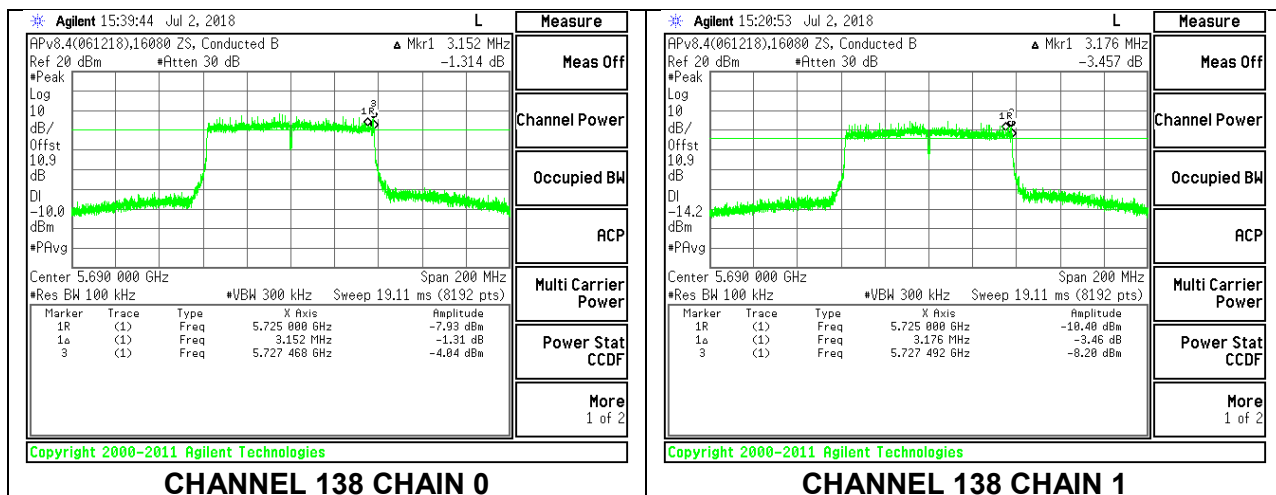 Agilent 15:39:44 Jul 2, 2018 L
Measure
APv8.4(061218),16080 ZS, Conducted B Δ Mkr1 3.152 MHz
Ref 20 dBm #Atten 30 dB -1.314 dB
Meas Off
#Peak
Log
10
dB/
Offst
10.9
dB
DI
-10.0
dBm
#PAvg
1R
3
Channel Power
Occupied BW
ACP
Center 5.690 000 GHz Span 200 MHz
#Res BW 100 kHz #VBW 300 kHz Sweep 19.11 ms (8192 pts)
Multi Carrier
Power
Marker Trace Type X Axis Amplitude
1R (1) Freq 5.725 000 GHz -7.93 dBm
1Δ (1) Freq 3.152 MHz -1.31 dB
3 (1) Freq 5.727 468 GHz -4.04 dBm
Power Stat
CCDF
More
1 of 2
Copyright 2000-2011 Agilent Technologies
CHANNEL 138 CHAIN 0
Agilent 15:20:53 Jul 2, 2018 L
Measure
APv8.4(061218),16080 ZS, Conducted B Δ Mkr1 3.176 MHz
Ref 20 dBm #Atten 30 dB -3.457 dB
Meas Off
#Peak
Log
10
dB/
Offst
10.9
dB
DI
-14.2
dBm
#PAvg
1R
Channel Power
Occupied BW
ACP
Center 5.690 000 GHz Span 200 MHz
#Res BW 100 kHz #VBW 300 kHz Sweep 19.11 ms (8192 pts)
Multi Carrier
Power
Marker Trace Type X Axis Amplitude
1R (1) Freq 5.725 000 GHz -10.40 dBm
1Δ (1) Freq 3.176 MHz -3.46 dB
3 (1) Freq 5.727 492 GHz -8.20 dBm
Power Stat
CCDF
More
1 of 2
Copyright 2000-2011 Agilent Technologies
CHANNEL 138 CHAIN 1